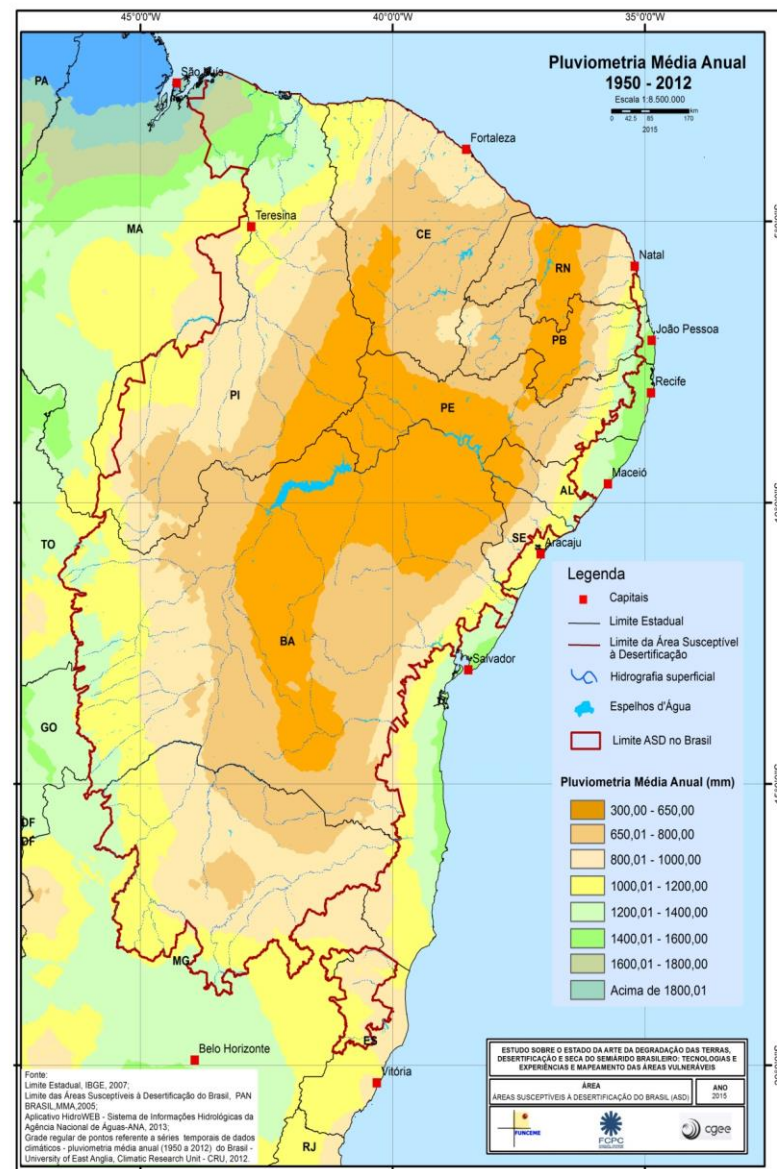 45°0'0"O
40°0'0"O
35°0'0"O
Pluviometria Média Anual
1950 - 2012
Escala 1:8.500.000
km
0 42.5 85 170
2015
PA
São Luís
Fortaleza
MA
Teresina
CE
RN
Natal
João Pessoa
PB
Recife
PI
PE
Maceió
AL
TO
SE
Aracaju
BA
Salvador
GO
DF
DF
MG
Belo Horizonte
ES
Vitória
RJ
Legenda
Capitais
Limite Estadual
Limite da Área Susceptível
à Desertificação
Hidrografia superficial
Espelhos d'Água
Limite ASD no Brasil
Pluviometria Média Anual (mm)
300,00 - 650,00
650,01 - 800,00
800,01 - 1000,00
1000,01 - 1200,00
1200,01 - 1400,00
1400,01 - 1600,00
1600,01 - 1800,00
Acima de 1800,01
Fonte:
Limite Estadual, IBGE, 2007;
Limite das Áreas Susceptíveis à Desertificação do Brasil, PAN
BRASIL,MMA,2005;
Aplicativo HidroWEB - Sistema de Informações Hidrológicas da
Agência Nacional de Águas-ANA, 2013;
Grade regular de pontos referente a séries temporais de dados
climáticos - pluviometria média anual (1950 a 2012) do Brasil -
University of East Anglia, Climatic Research Unit - CRU, 2012.
ESTUDO SOBRE O ESTADO DA ARTE DA DEGRADAÇÃO DAS TERRAS,
DESERTIFICAÇÃO E SECA DO SEMIÁRIDO BRASILEIRO: TECNOLOGIAS E
EXPERIÊNCIAS E MAPEAMENTO DAS ÁREAS VULNERÁVEIS
ÁREA
ÁREAS SUSCEPTÍVEIS À DESERTIFICAÇÃO DO BRASIL (ASD)
ANO
2015
FUNCEME
FCPC
cgee